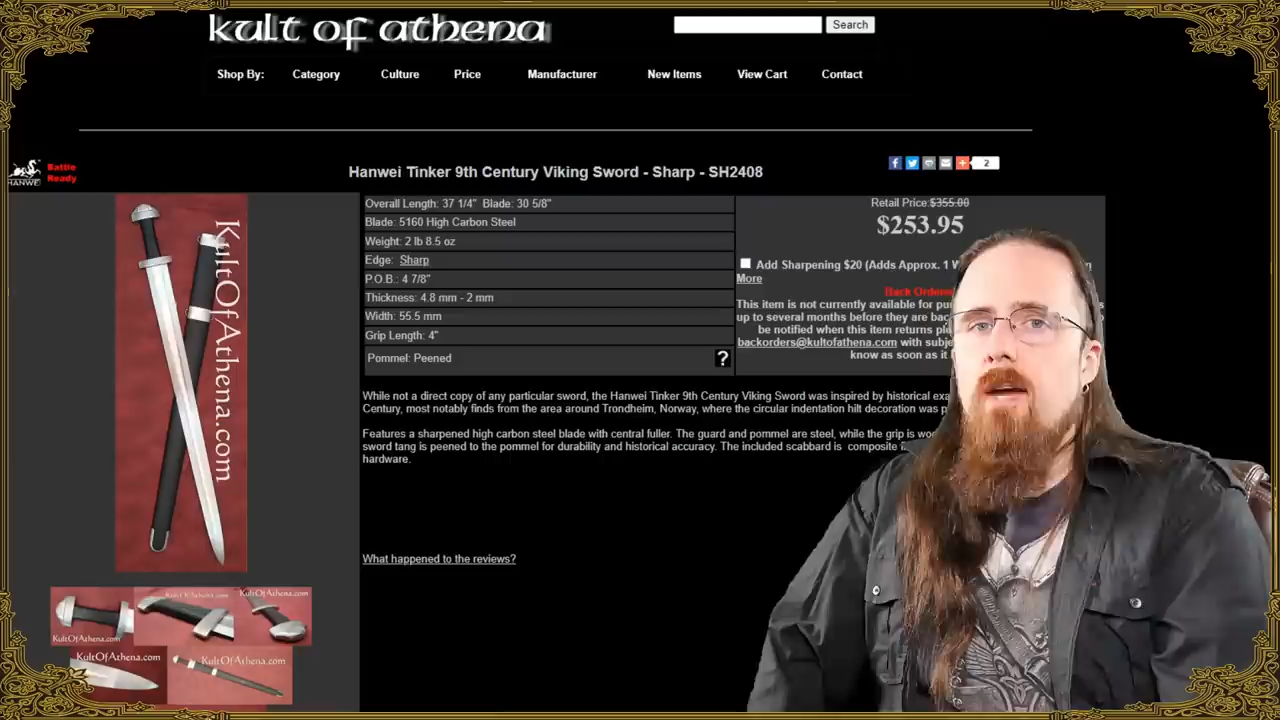 kult of athena
Search
Shop By: Category Culture Price Manufacturer New Items View Cart Contact
Battle
Ready
HANWEI
2
Hanwei Tinker 9th Century Viking Sword - Sharp - SH2408
KultOfAthena.com
Overall Length: 37 1/4" Blade: 30 5/8"
Blade: 5160 High Carbon Steel
Weight: 2 lb 8.5 oz
Edge: Sharp
P.O.B.: 4 7/8"
Thickness: 4.8 mm - 2 mm
Width: 55.5 mm
Grip Length: 4"
Pommel: Peened ?
Retail Price:$355.00
$253.95
Add Sharpening $20 (Adds Approx. 1 W
More
Back Ordere
This item is not currently available for pu
up to several months before they are bac
be notified when this item returns pl
backorders@kultofathena.com with subje
know as soon as it
While not a direct copy of any particular sword, the Hanwei Tinker 9th Century Viking Sword was inspired by historical exa
Century, most notably finds from the area around Trondheim, Norway, where the circular indentation hilt decoration was p
Features a sharpened high carbon steel blade with central fuller. The guard and pommel are steel, while the grip is woo
sword tang is peened to the pommel for durability and historical accuracy. The included scabbard is composite
hardware.
What happened to the reviews?
KultOfAthena.com
KultOfAthena.com
KultOfAthena.com
KultOfAthena.com
KultOfAthena.com